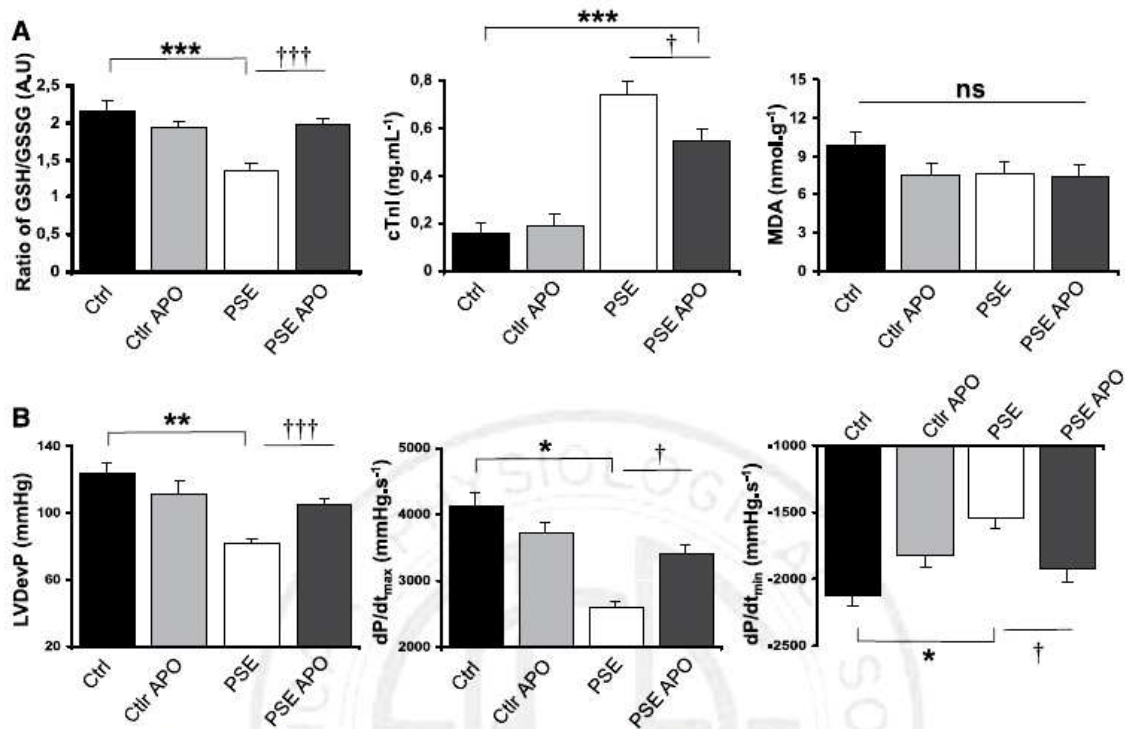 A
Ratio of GSH/GSSG (A.U)
2,5
2
1,5
1
0,5
0
***
†††
Ctrl
Ctlr APO
PSE
PSE APO
cTnI (ng.mL⁻¹)
0,8
0,6
0,4
0,2
0
***
†
Ctrl
Ctlr APO
PSE
PSE APO
MDA (nmol.g⁻¹)
15
12
9
6
3
0
ns
Ctrl
Ctlr APO
PSE
PSE APO
B
LVDevP (mmHg)
140
100
60
20
**
†††
Ctrl
Ctlr APO
PSE
PSE APO
dP/dtmax (mmHg.s⁻¹)
5000
4000
3000
2000
*
†
Ctrl
Ctlr APO
PSE
PSE APO
dP/dtmin (mmHg.s⁻¹)
-1000
-1500
-2000
-2500
Ctrl
Ctlr APO
PSE
PSE APO
*
†